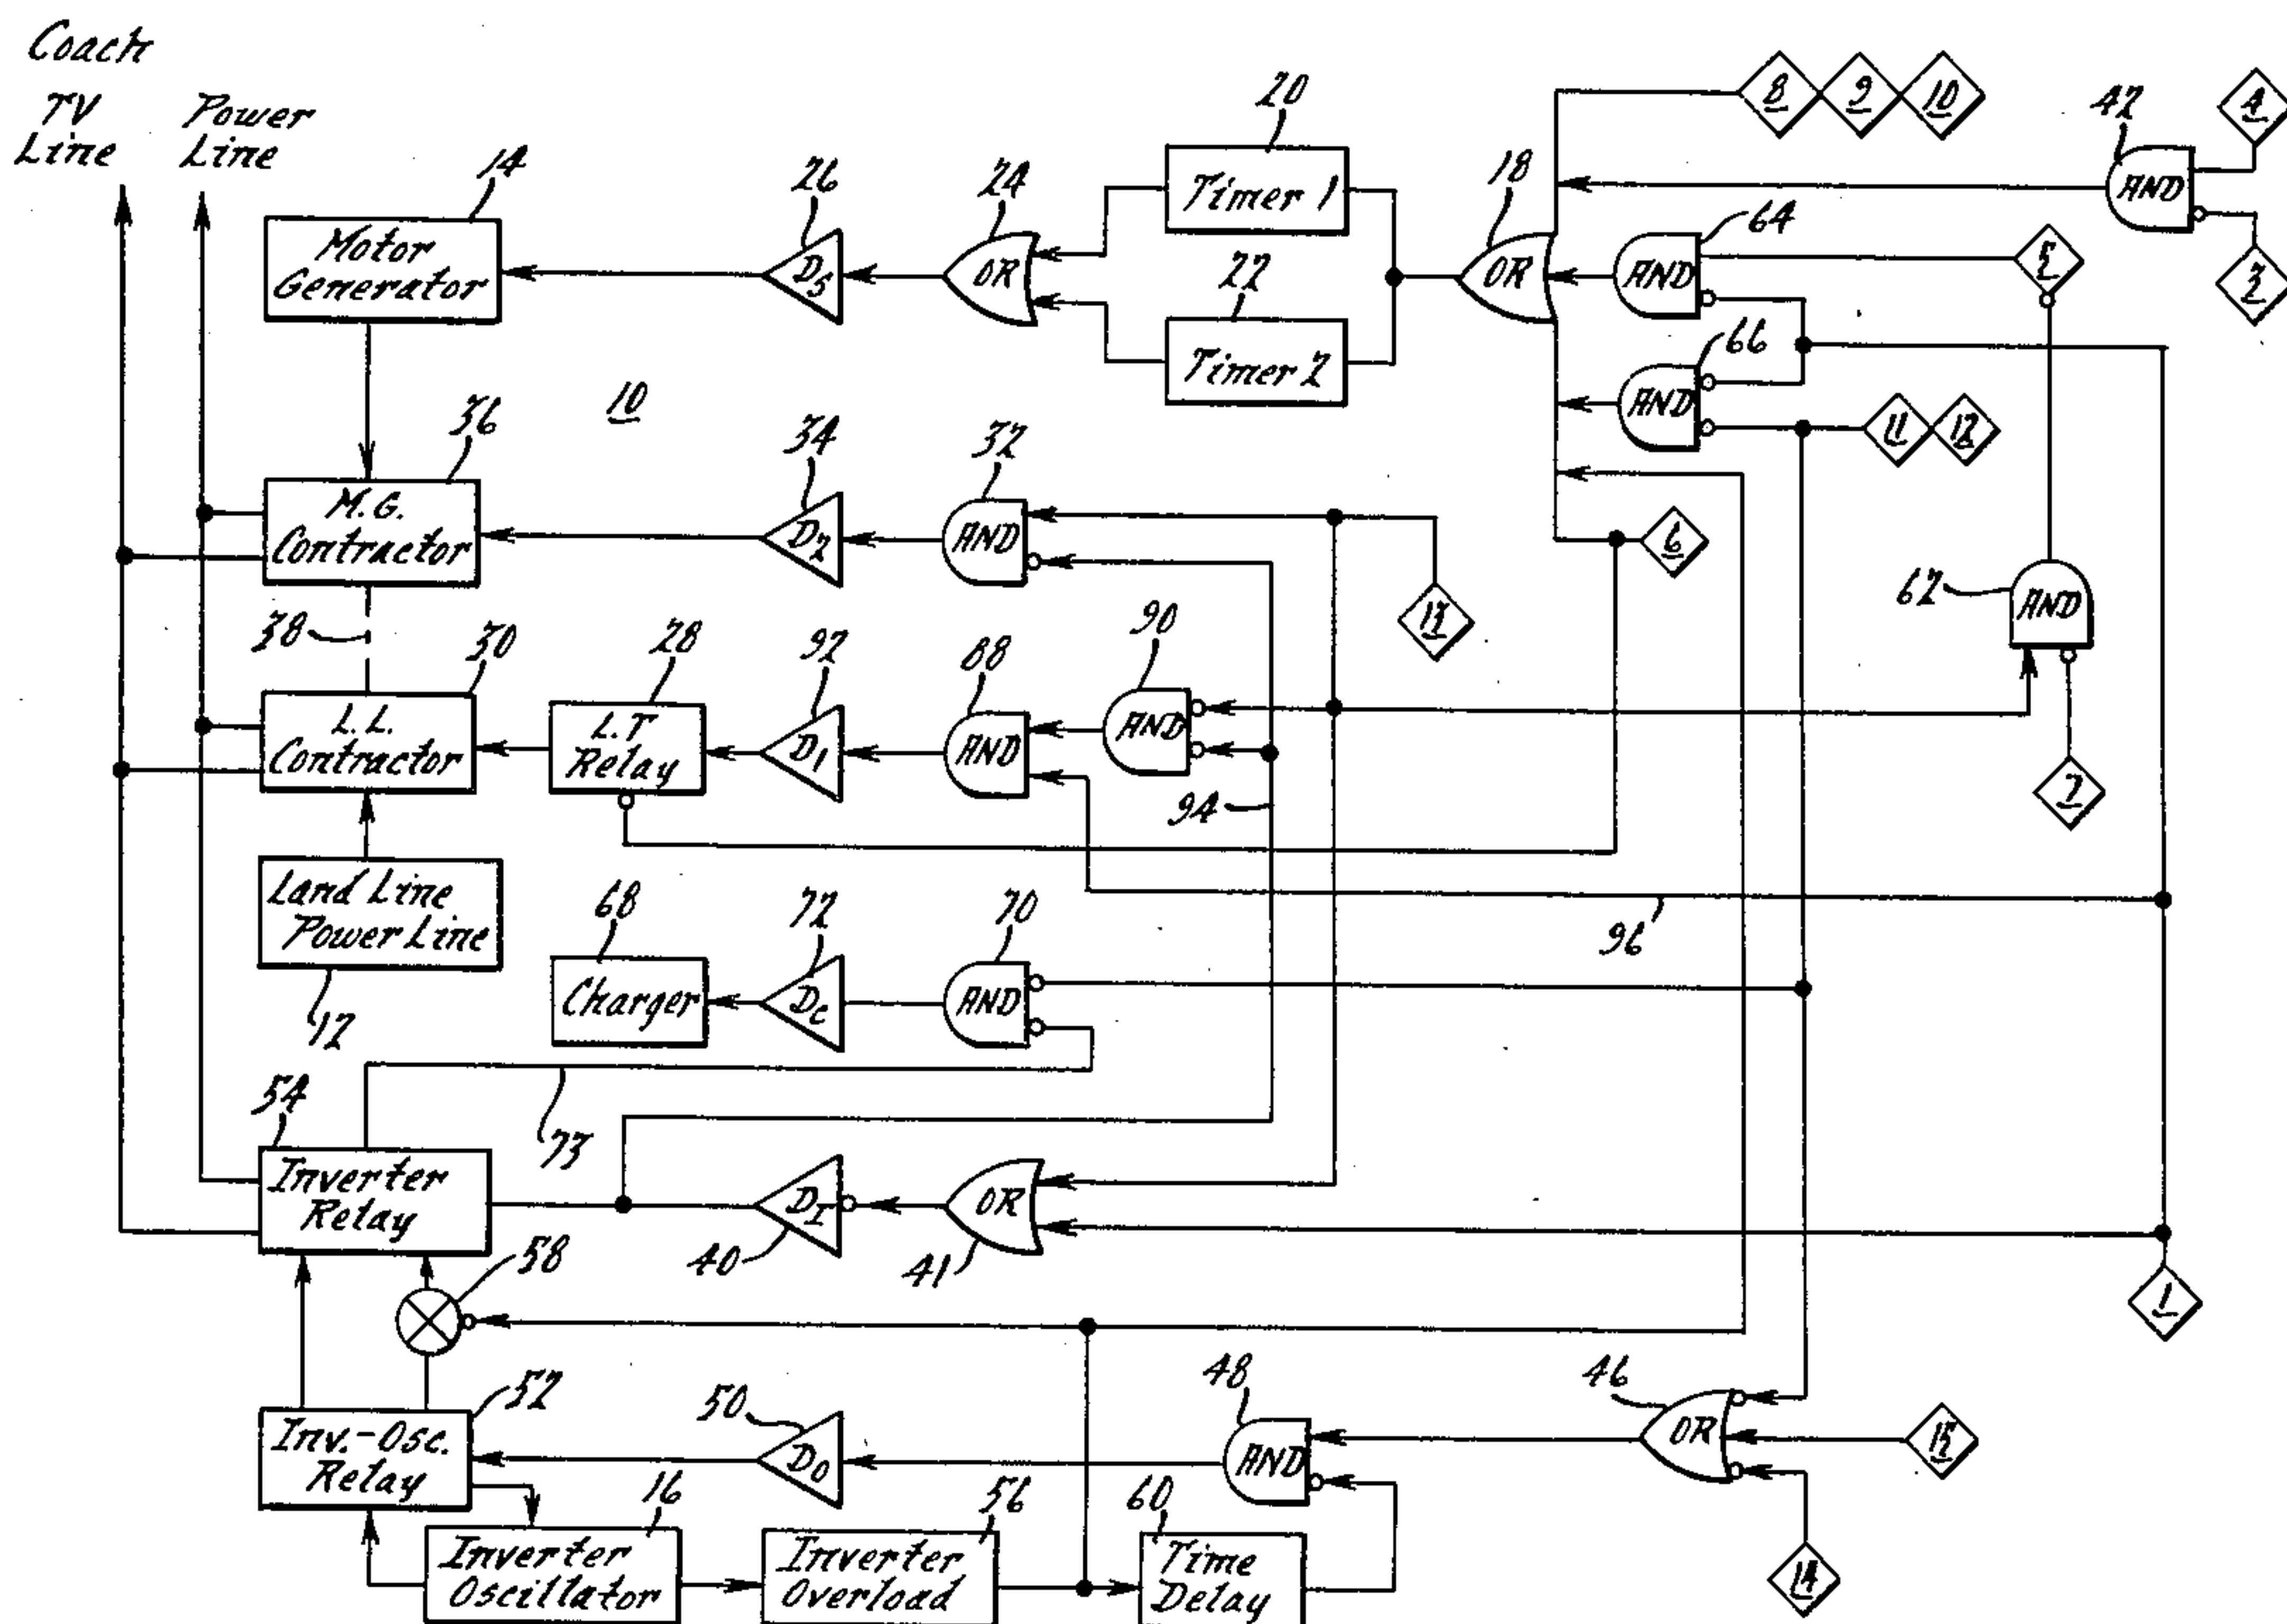 Coach
TV Line
Power Line
14
Motor Generator
26
D5
24
OR
20
Timer 1
22
Timer 2
18
OR
8
9
10
42
AND
4
64
AND
5
66
AND
11
12
10
36
M.G. Contractor
34
D2
32
AND
13
6
62
AND
7
38
30
L.L. Contractor
28
L.T Relay
92
D1
88
AND
90
AND
94
96
Land Line Power Line
12
68
Charger
72
DC
70
AND
73
54
Inverter Relay
DI
40
OR
41
58
1
52
Inv.-Osc. Relay
50
D0
48
AND
46
OR
15
14
16
Inverter Oscillator
56
Inverter Overload
60
Time Delay